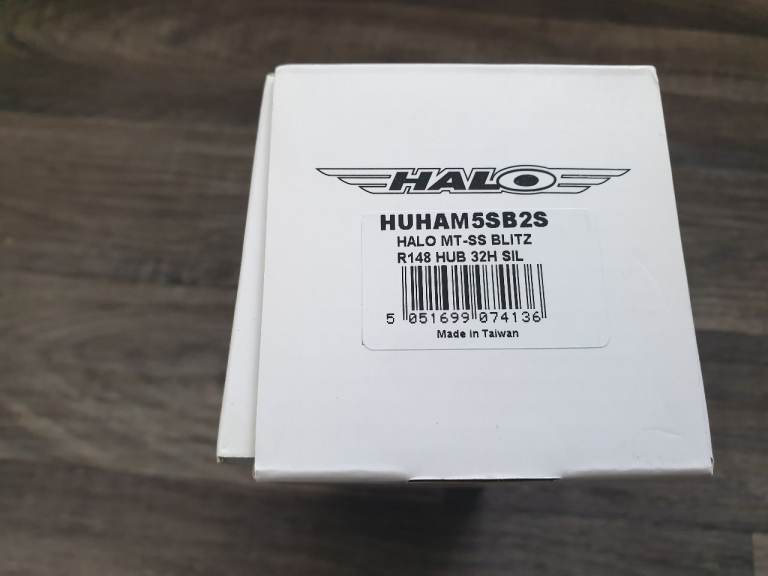 HALO
HUHAM5SB2S
HALO MT-SS BLITZ
R148 HUB 32H SIL
5 051699 074136
Made in Taiwan